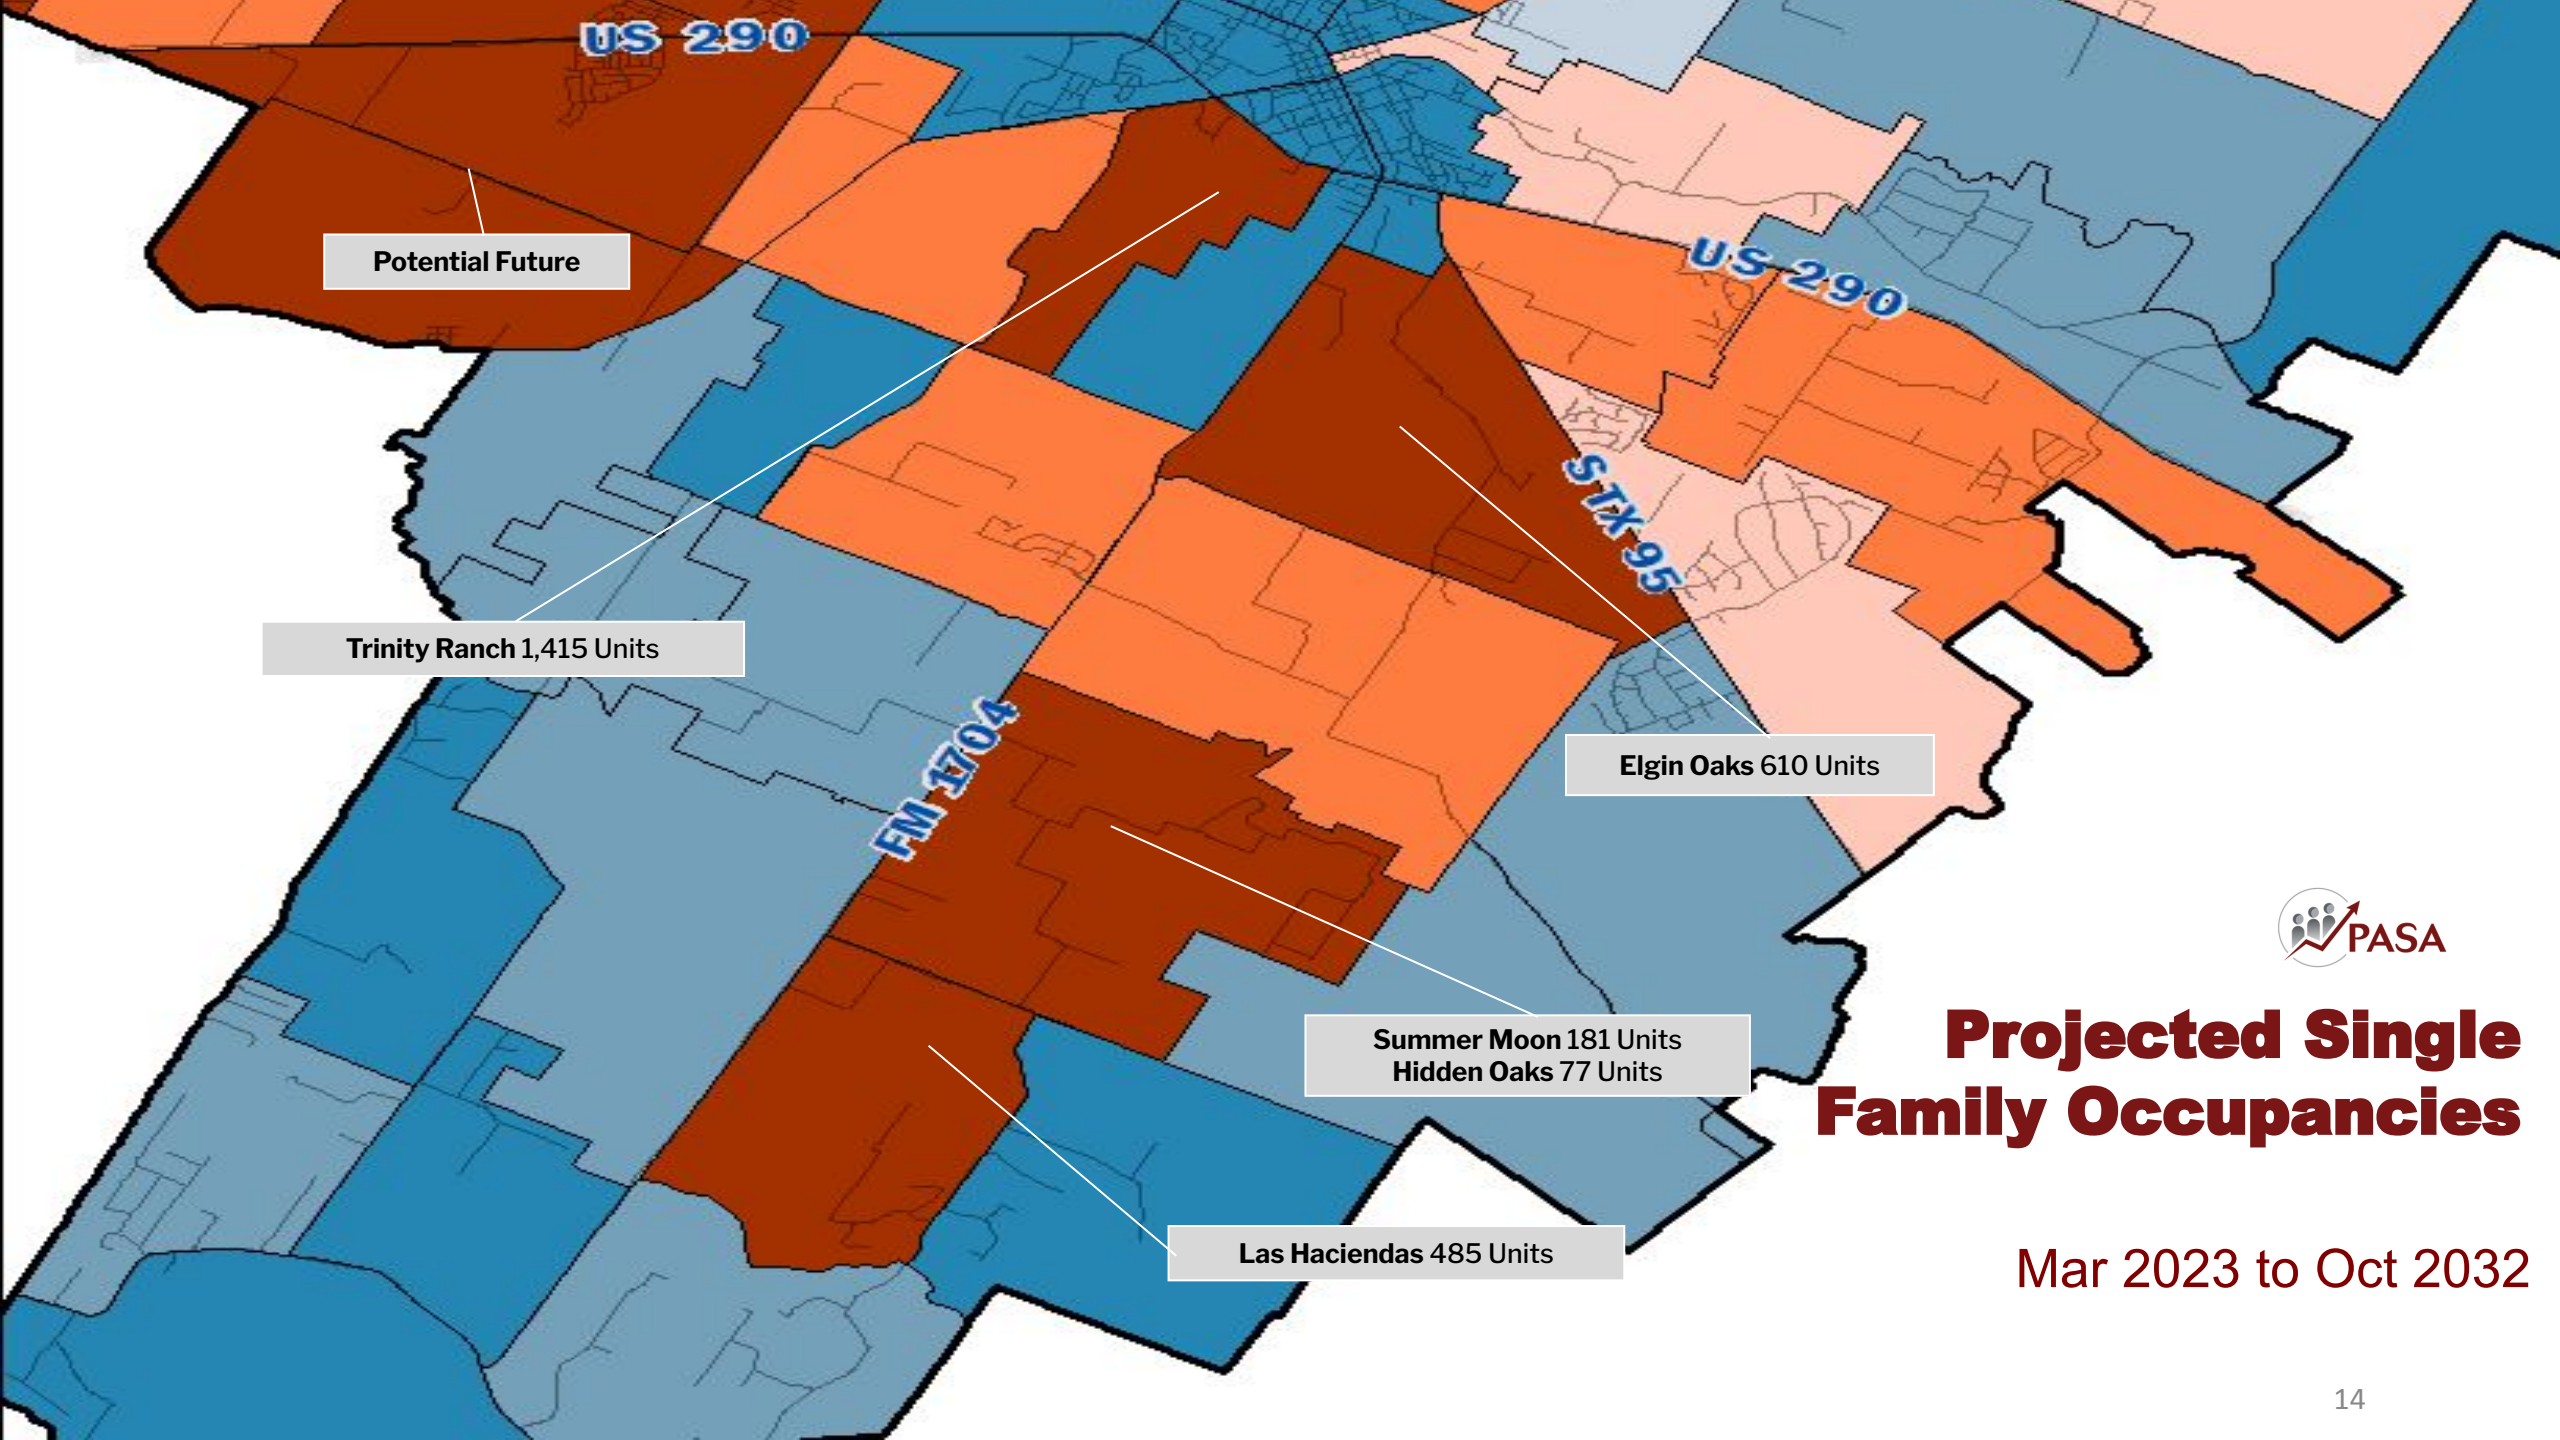 US 290
Potential Future
US 290
STX 95
Trinity Ranch 1,415 Units
FM 1704
Elgin Oaks 610 Units
PASA
Projected Single
Family Occupancies
Summer Moon 181 Units
Hidden Oaks 77 Units
Las Haciendas 485 Units
Mar 2023 to Oct 2032
14